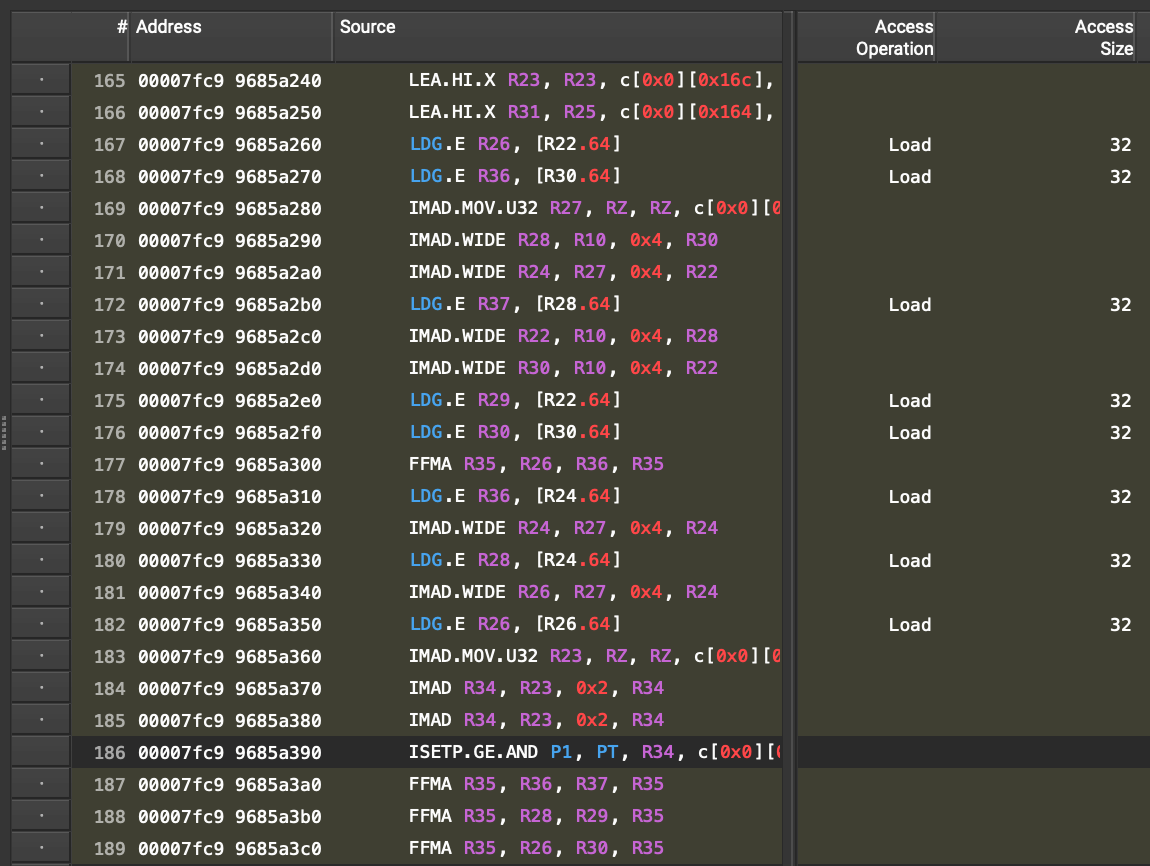 # Address Source Access Operation Access Size
165 00007fc9 9685a240 LEA.HI.X R23, R23, c[0x0][0x16c],
166 00007fc9 9685a250 LEA.HI.X R31, R25, c[0x0][0x164],
167 00007fc9 9685a260 LDG.E R26, [R22.64] Load 32
168 00007fc9 9685a270 LDG.E R36, [R30.64] Load 32
169 00007fc9 9685a280 IMAD.MOV.U32 R27, RZ, RZ, c[0x0][0
170 00007fc9 9685a290 IMAD.WIDE R28, R10, 0x4, R30
171 00007fc9 9685a2a0 IMAD.WIDE R24, R27, 0x4, R22
172 00007fc9 9685a2b0 LDG.E R37, [R28.64] Load 32
173 00007fc9 9685a2c0 IMAD.WIDE R22, R10, 0x4, R28
174 00007fc9 9685a2d0 IMAD.WIDE R30, R10, 0x4, R22
175 00007fc9 9685a2e0 LDG.E R29, [R22.64] Load 32
176 00007fc9 9685a2f0 LDG.E R30, [R30.64] Load 32
177 00007fc9 9685a300 FFMA R35, R26, R36, R35
178 00007fc9 9685a310 LDG.E R36, [R24.64] Load 32
179 00007fc9 9685a320 IMAD.WIDE R24, R27, 0x4, R24
180 00007fc9 9685a330 LDG.E R28, [R24.64] Load 32
181 00007fc9 9685a340 IMAD.WIDE R26, R27, 0x4, R24
182 00007fc9 9685a350 LDG.E R26, [R26.64] Load 32
183 00007fc9 9685a360 IMAD.MOV.U32 R23, RZ, RZ, c[0x0][0
184 00007fc9 9685a370 IMAD R34, R23, 0x2, R34
185 00007fc9 9685a380 IMAD R34, R23, 0x2, R34
186 00007fc9 9685a390 ISETP.GE.AND P1, PT, R34, c[0x0][
187 00007fc9 9685a3a0 FFMA R35, R36, R37, R35
188 00007fc9 9685a3b0 FFMA R35, R28, R29, R35
189 00007fc9 9685a3c0 FFMA R35, R26, R30, R35